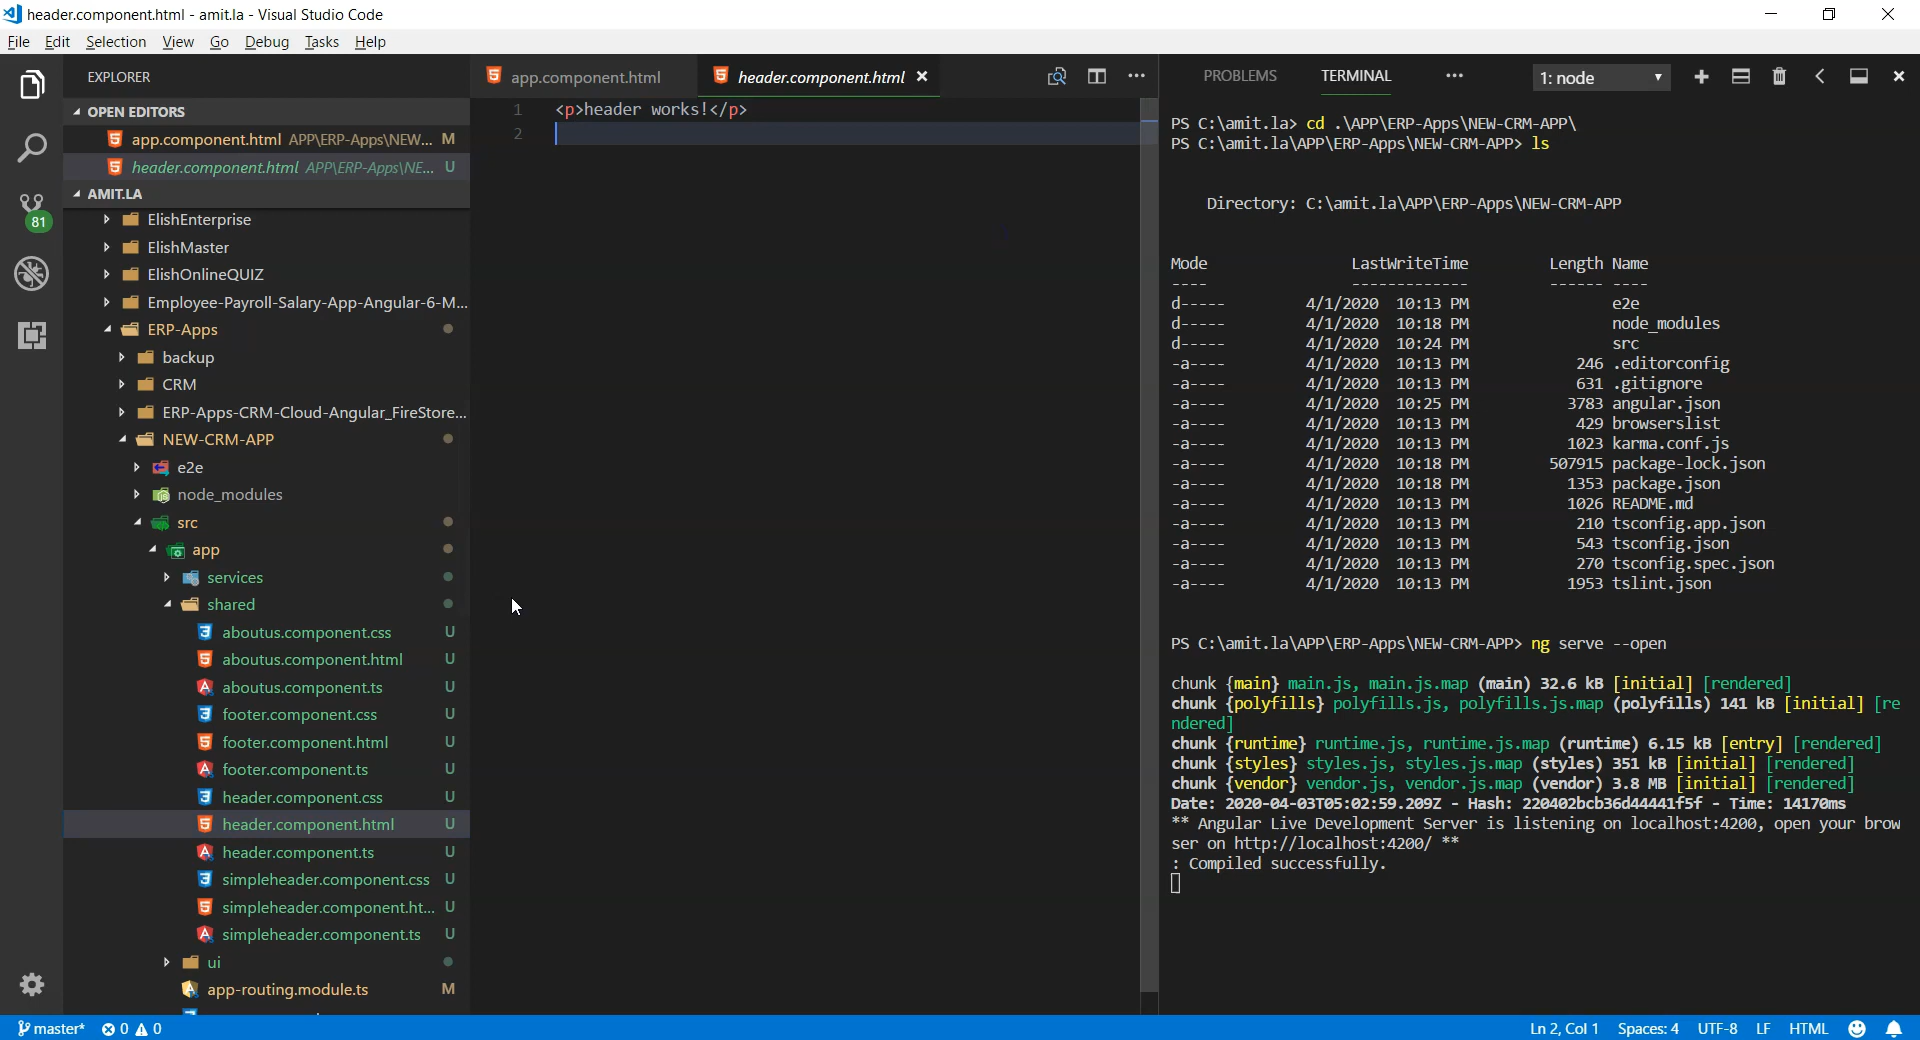 header.component.html - amit.la - Visual Studio Code
File Edit Selection View Go Debug Tasks Help
EXPLORER
OPEN EDITORS
app.component.html APP\ERP-Apps\NEW... M
header.component.html APP\ERP-Apps\NE... U
AMIT.LA
ElishEnterprise
ElishMaster
ElishOnlineQUIZ
Employee-Payroll-Salary-App-Angular-6-M...
ERP-Apps
backup
CRM
ERP-Apps-CRM-Cloud-Angular_FireStore...
NEW-CRM-APP
e2e
node_modules
src
app
services
shared
aboutus.component.css U
aboutus.component.html U
aboutus.component.ts U
footer.component.css U
footer.component.html U
footer.component.ts U
header.component.css U
header.component.html U
header.component.ts U
simpleheader.component.css U
simpleheader.component.ht... U
simpleheader.component.ts U
ui
app-routing.module.ts M
81
app.component.html header.component.html
1 <p>header works!</p>
2
PROBLEMS TERMINAL ... 1: node
PS C:\amit.la> cd .\APP\ERP-Apps\NEW-CRM-APP\
PS C:\amit.la\APP\ERP-Apps\NEW-CRM-APP> ls
Directory: C:\amit.la\APP\ERP-Apps\NEW-CRM-APP
Mode LastWriteTime Length Name
---- ------------- ------ ----
d----- 4/1/2020 10:13 PM e2e
d----- 4/1/2020 10:18 PM node_modules
d----- 4/1/2020 10:24 PM src
-a---- 4/1/2020 10:13 PM 246 .editorconfig
-a---- 4/1/2020 10:13 PM 631 .gitignore
-a---- 4/1/2020 10:25 PM 3783 angular.json
-a---- 4/1/2020 10:13 PM 429 browserslist
-a---- 4/1/2020 10:13 PM 1023 karma.conf.js
-a---- 4/1/2020 10:18 PM 507915 package-lock.json
-a---- 4/1/2020 10:18 PM 1353 package.json
-a---- 4/1/2020 10:13 PM 1026 README.md
-a---- 4/1/2020 10:13 PM 210 tsconfig.app.json
-a---- 4/1/2020 10:13 PM 543 tsconfig.json
-a---- 4/1/2020 10:13 PM 270 tsconfig.spec.json
-a---- 4/1/2020 10:13 PM 1953 tslint.json
PS C:\amit.la\APP\ERP-Apps\NEW-CRM-APP> ng serve --open
chunk {main} main.js, main.js.map (main) 32.6 kB [initial] [rendered]
chunk {polyfills} polyfills.js, polyfills.js.map (polyfills) 141 kB [initial] [re
ndered]
chunk {runtime} runtime.js, runtime.js.map (runtime) 6.15 kB [entry] [rendered]
chunk {styles} styles.js, styles.js.map (styles) 351 kB [initial] [rendered]
chunk {vendor} vendor.js, vendor.js.map (vendor) 3.8 MB [initial] [rendered]
Date: 2020-04-03T05:02:59.209Z - Hash: 220402bcb36d44441f5f - Time: 14170ms
** Angular Live Development Server is listening on localhost:4200, open your brow
ser on http://localhost:4200/ **
: Compiled successfully.
master* 0 0 Ln 2, Col 1 Spaces: 4 UTF-8 LF HTML